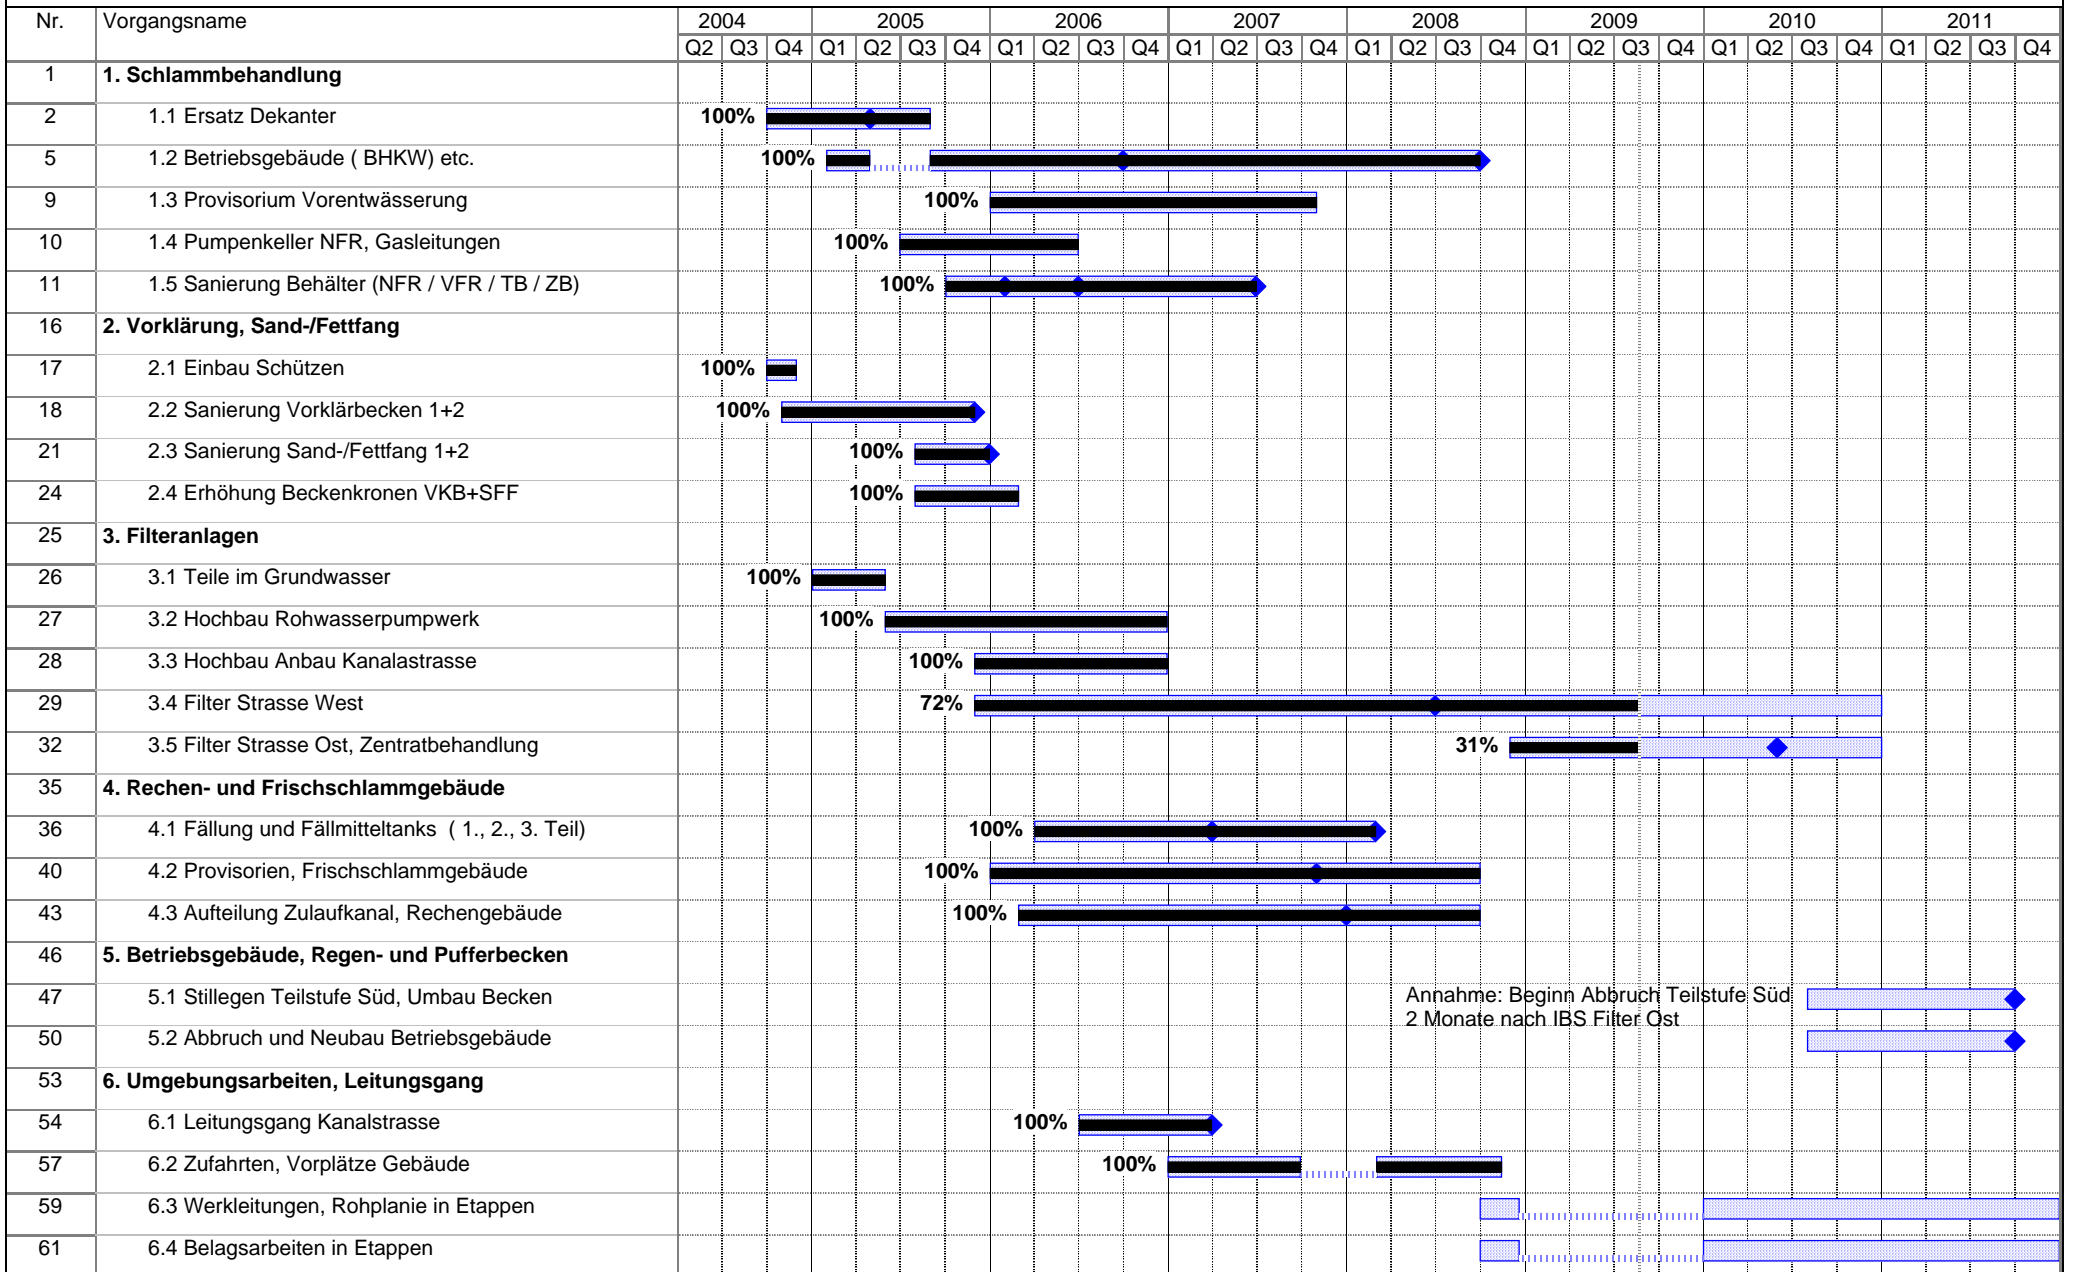 Nr. Vorgangsname 2004 2005 2006 2007 2008 2009 2010 2011
Q2 Q3 Q4 Q1 Q2 Q3 Q4 Q1 Q2 Q3 Q4 Q1 Q2 Q3 Q4 Q1 Q2 Q3 Q4 Q1 Q2 Q3 Q4 Q1 Q2 Q3 Q4 Q1 Q2 Q3 Q4
1 1. Schlammbehandlung
2 1.1 Ersatz Dekanter 100%
5 1.2 Betriebsgebäude ( BHKW) etc. 100%
9 1.3 Provisorium Vorentwässerung 100%
10 1.4 Pumpenkeller NFR, Gasleitungen 100%
11 1.5 Sanierung Behälter (NFR / VFR / TB / ZB) 100%
16 2. Vorklärung, Sand-/Fettfang
17 2.1 Einbau Schützen 100%
18 2.2 Sanierung Vorklärbecken 1+2 100%
21 2.3 Sanierung Sand-/Fettfang 1+2 100%
24 2.4 Erhöhung Beckenkronen VKB+SFF 100%
25 3. Filteranlagen
26 3.1 Teile im Grundwasser 100%
27 3.2 Hochbau Rohwasserpumpwerk 100%
28 3.3 Hochbau Anbau Kanalastrasse 100%
29 3.4 Filter Strasse West 72%
32 3.5 Filter Strasse Ost, Zentratbehandlung 31%
35 4. Rechen- und Frischschlammgebäude
36 4.1 Fällung und Fällmitteltanks ( 1., 2., 3. Teil) 100%
40 4.2 Provisorien, Frischschlammgebäude 100%
43 4.3 Aufteilung Zulaufkanal, Rechengebäude 100%
46 5. Betriebsgebäude, Regen- und Pufferbecken
47 5.1 Stillegen Teilstufe Süd, Umbau Becken Annahme: Beginn Abbruch Teilstufe Süd
2 Monate nach IBS Filter Ost
50 5.2 Abbruch und Neubau Betriebsgebäude
53 6. Umgebungsarbeiten, Leitungsgang
54 6.1 Leitungsgang Kanalstrasse 100%
57 6.2 Zufahrten, Vorplätze Gebäude 100%
59 6.3 Werkleitungen, Rohplanie in Etappen
61 6.4 Belagsarbeiten in Etappen